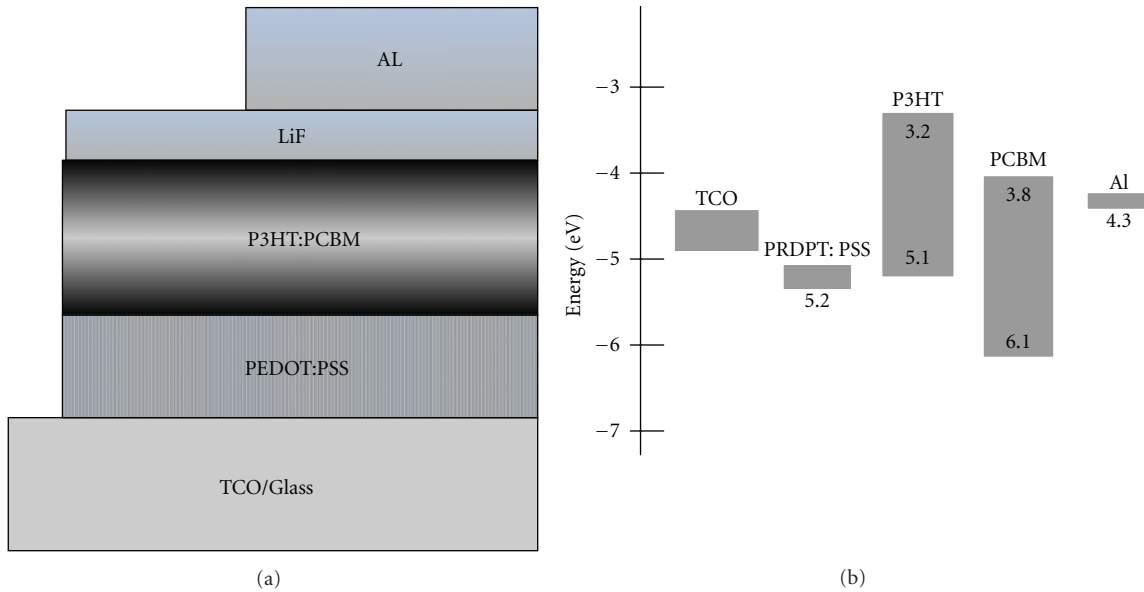 AL
LiF
P3HT:PCBM
PEDOT:PSS
TCO/Glass
(a)
Energy (eV)
−3
−4
−5
−6
−7
TCO
PRDPT: PSS
5.2
P3HT
3.2
5.1
PCBM
3.8
6.1
Al
4.3
(b)